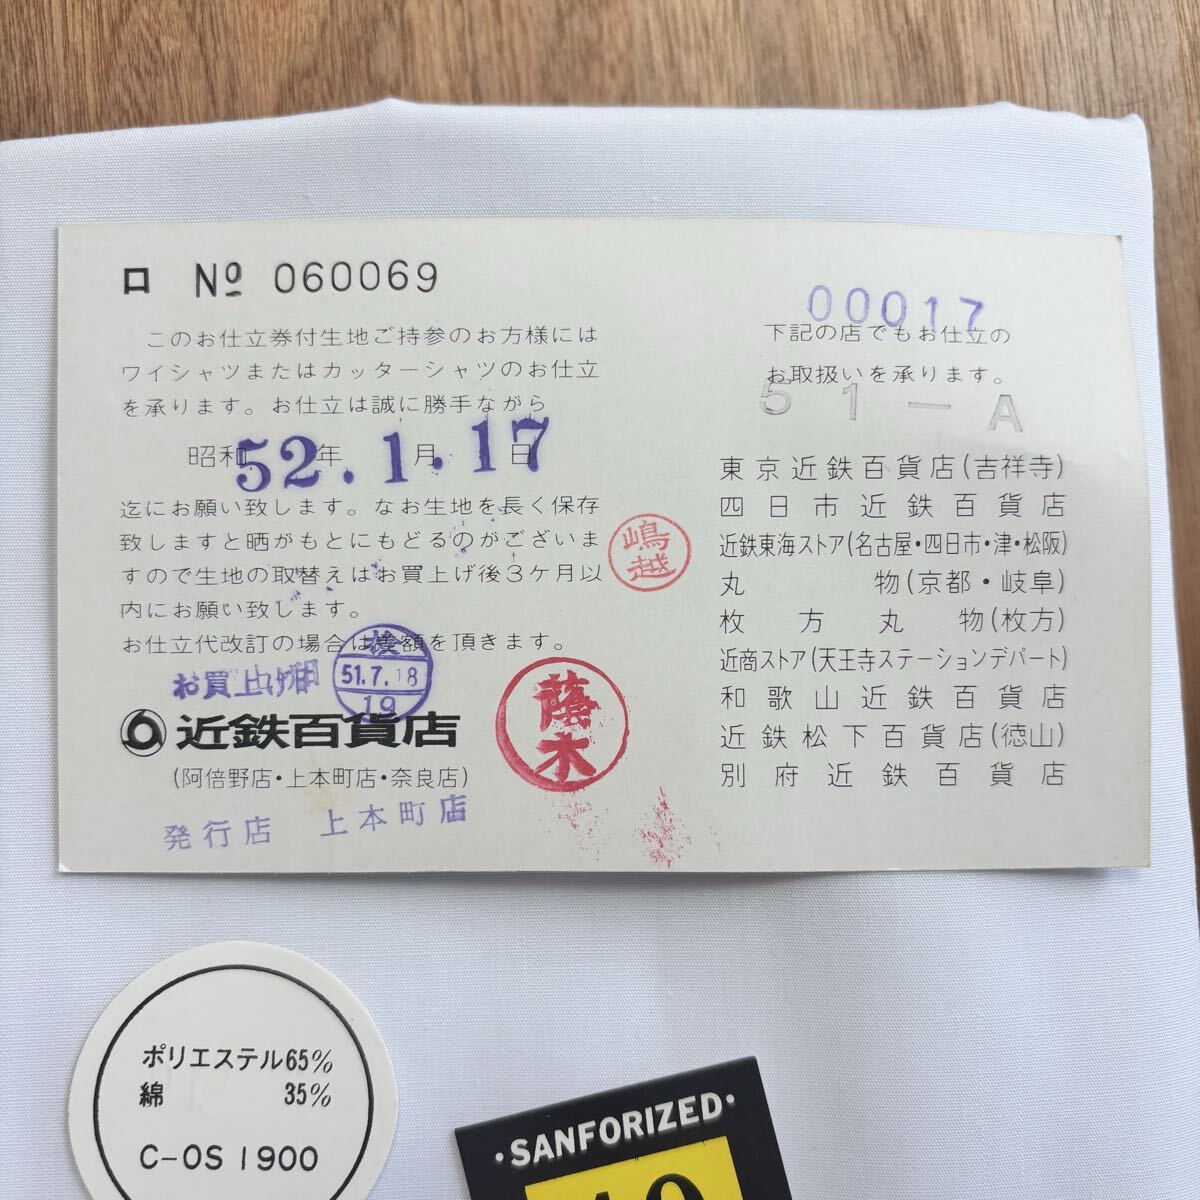 ロ № 060069
このお仕立券付生地ご持参のお方様には
ワイシャツまたはカッターシャツのお仕立
を承ります。お仕立は誠に勝手ながら
昭和52年.1月.17日
迄にお願い致します。なお生地を長く保存
致しますと晒がもとにもどるのがございま
すので生地の取替えはお買上げ後3ケ月以
内にお願い致します。
お仕立代改訂の場合は差額を頂きます。
お買上げ
51.7.18
19
近鉄百貨店
(阿倍野店・上本町店・奈良店)
発行店 上本町店
嶋越
蔭木
00017
下記の店でもお仕立の
お取扱いを承ります。
51-A
東京近鉄百貨店(吉祥寺)
四日市近鉄百貨店
近鉄東海ストア(名古屋・四日市・津・松阪)
丸物(京都・岐阜)
枚方丸物(枚方)
近商ストア(天王寺ステーションデパート)
和歌山近鉄百貨店
近鉄松下百貨店(徳山)
別府近鉄百貨店
ポリエステル65%
綿 35%
C-OS 1900
・SANFORIZED・